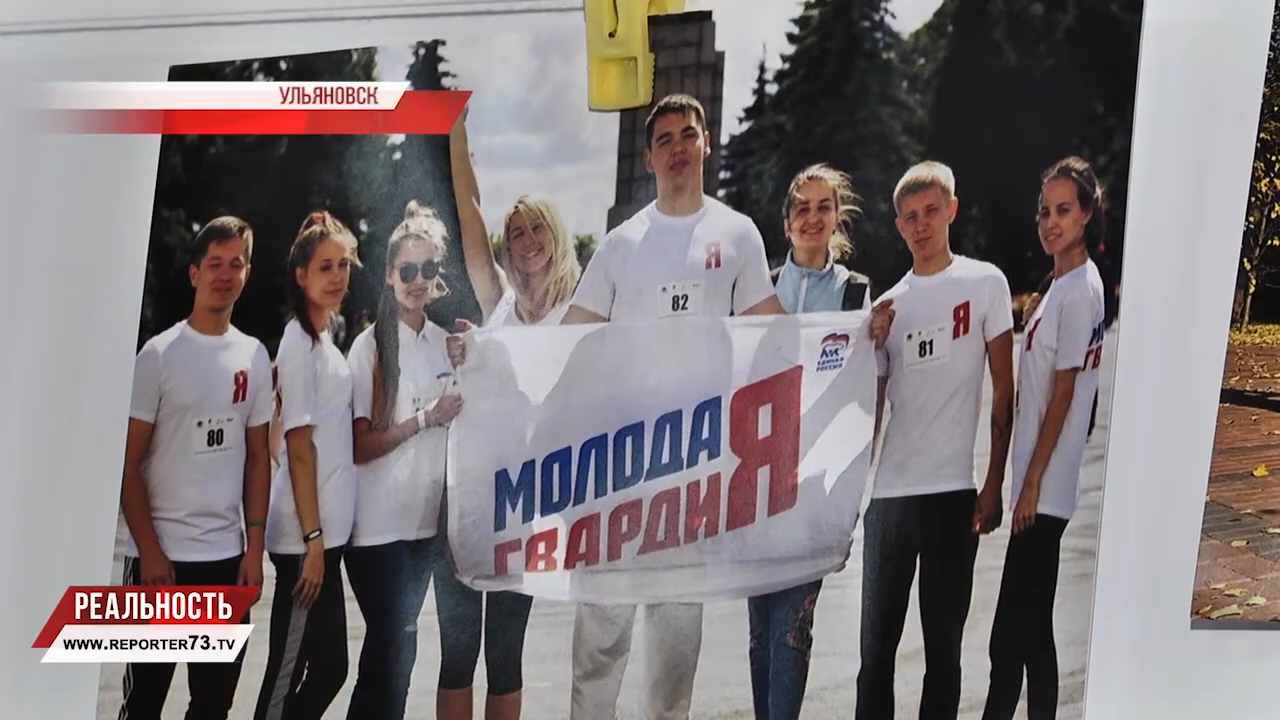 УЛЬЯНОВСК
Я
82
Я
80
Я
81
ЕДИНАЯ
РОССИЯ
МОЛОДАЯ
ГВАРДИЯ
РЕАЛЬНОСТЬ
WWW.REPORTER73.TV